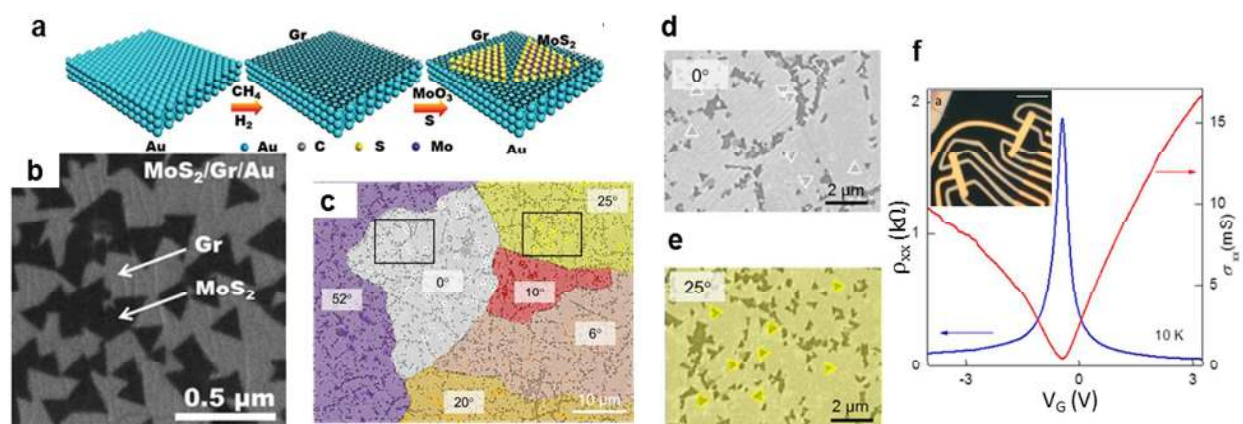 a
Gr
Gr
MoS₂
CH₄
H₂
MoO₃
S
Au
Au
Au
C
S
Mo
b
MoS₂/Gr/Au
Gr
MoS₂
0.5 μm
c
25°
0°
10°
52°
6°
20°
10 μm
d
0°
2 μm
e
25°
2 μm
f
a
2
1
0
ρxx (kΩ)
15
10
5
0
σxx (mS)
10 K
-3
0
3
V_G (V)